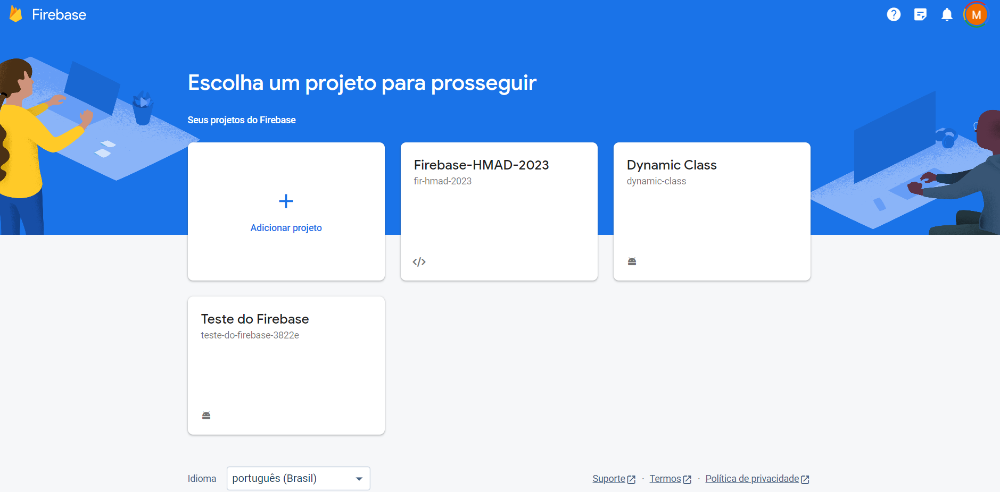 Firebase
M
Escolha um projeto para prosseguir
Seus projetos do Firebase
Adicionar projeto
Firebase-HMAD-2023
fir-hmad-2023
</>
Dynamic Class
dynamic-class
Teste do Firebase
teste-do-firebase-3822e
Idioma
português (Brasil)
Suporte · Termos · Política de privacidade